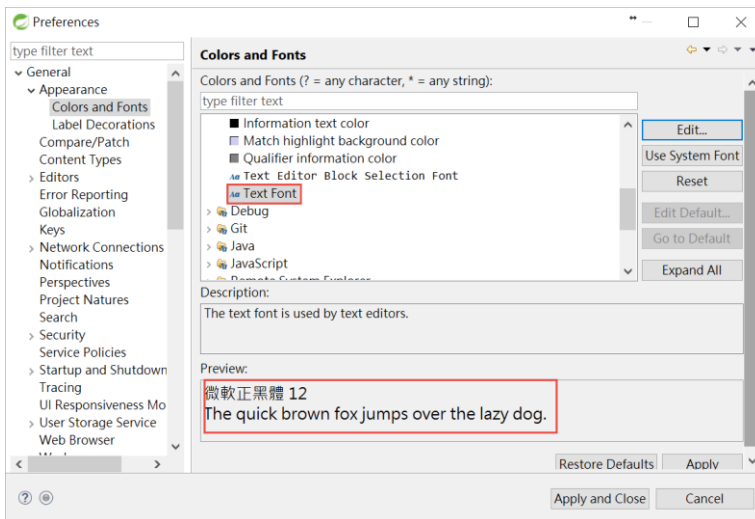 Preferences
type filter text
General
Appearance
Colors and Fonts
Label Decorations
Compare/Patch
Content Types
Editors
Error Reporting
Globalization
Keys
Network Connections
Notifications
Perspectives
Project Natures
Search
Security
Service Policies
Startup and Shutdown
Tracing
UI Responsiveness Mo
User Storage Service
Web Browser
Colors and Fonts
Colors and Fonts (? = any character, * = any string):
type filter text
Information text color
Match highlight background color
Qualifier information color
Aa Text Editor Block Selection Font
Aa Text Font
Debug
Git
Java
JavaScript
Remote System Explorer
Edit...
Use System Font
Reset
Edit Default...
Go to Default
Expand All
Description:
The text font is used by text editors.
Preview:
微軟正黑體 12
The quick brown fox jumps over the lazy dog.
Restore Defaults
Apply
Apply and Close
Cancel